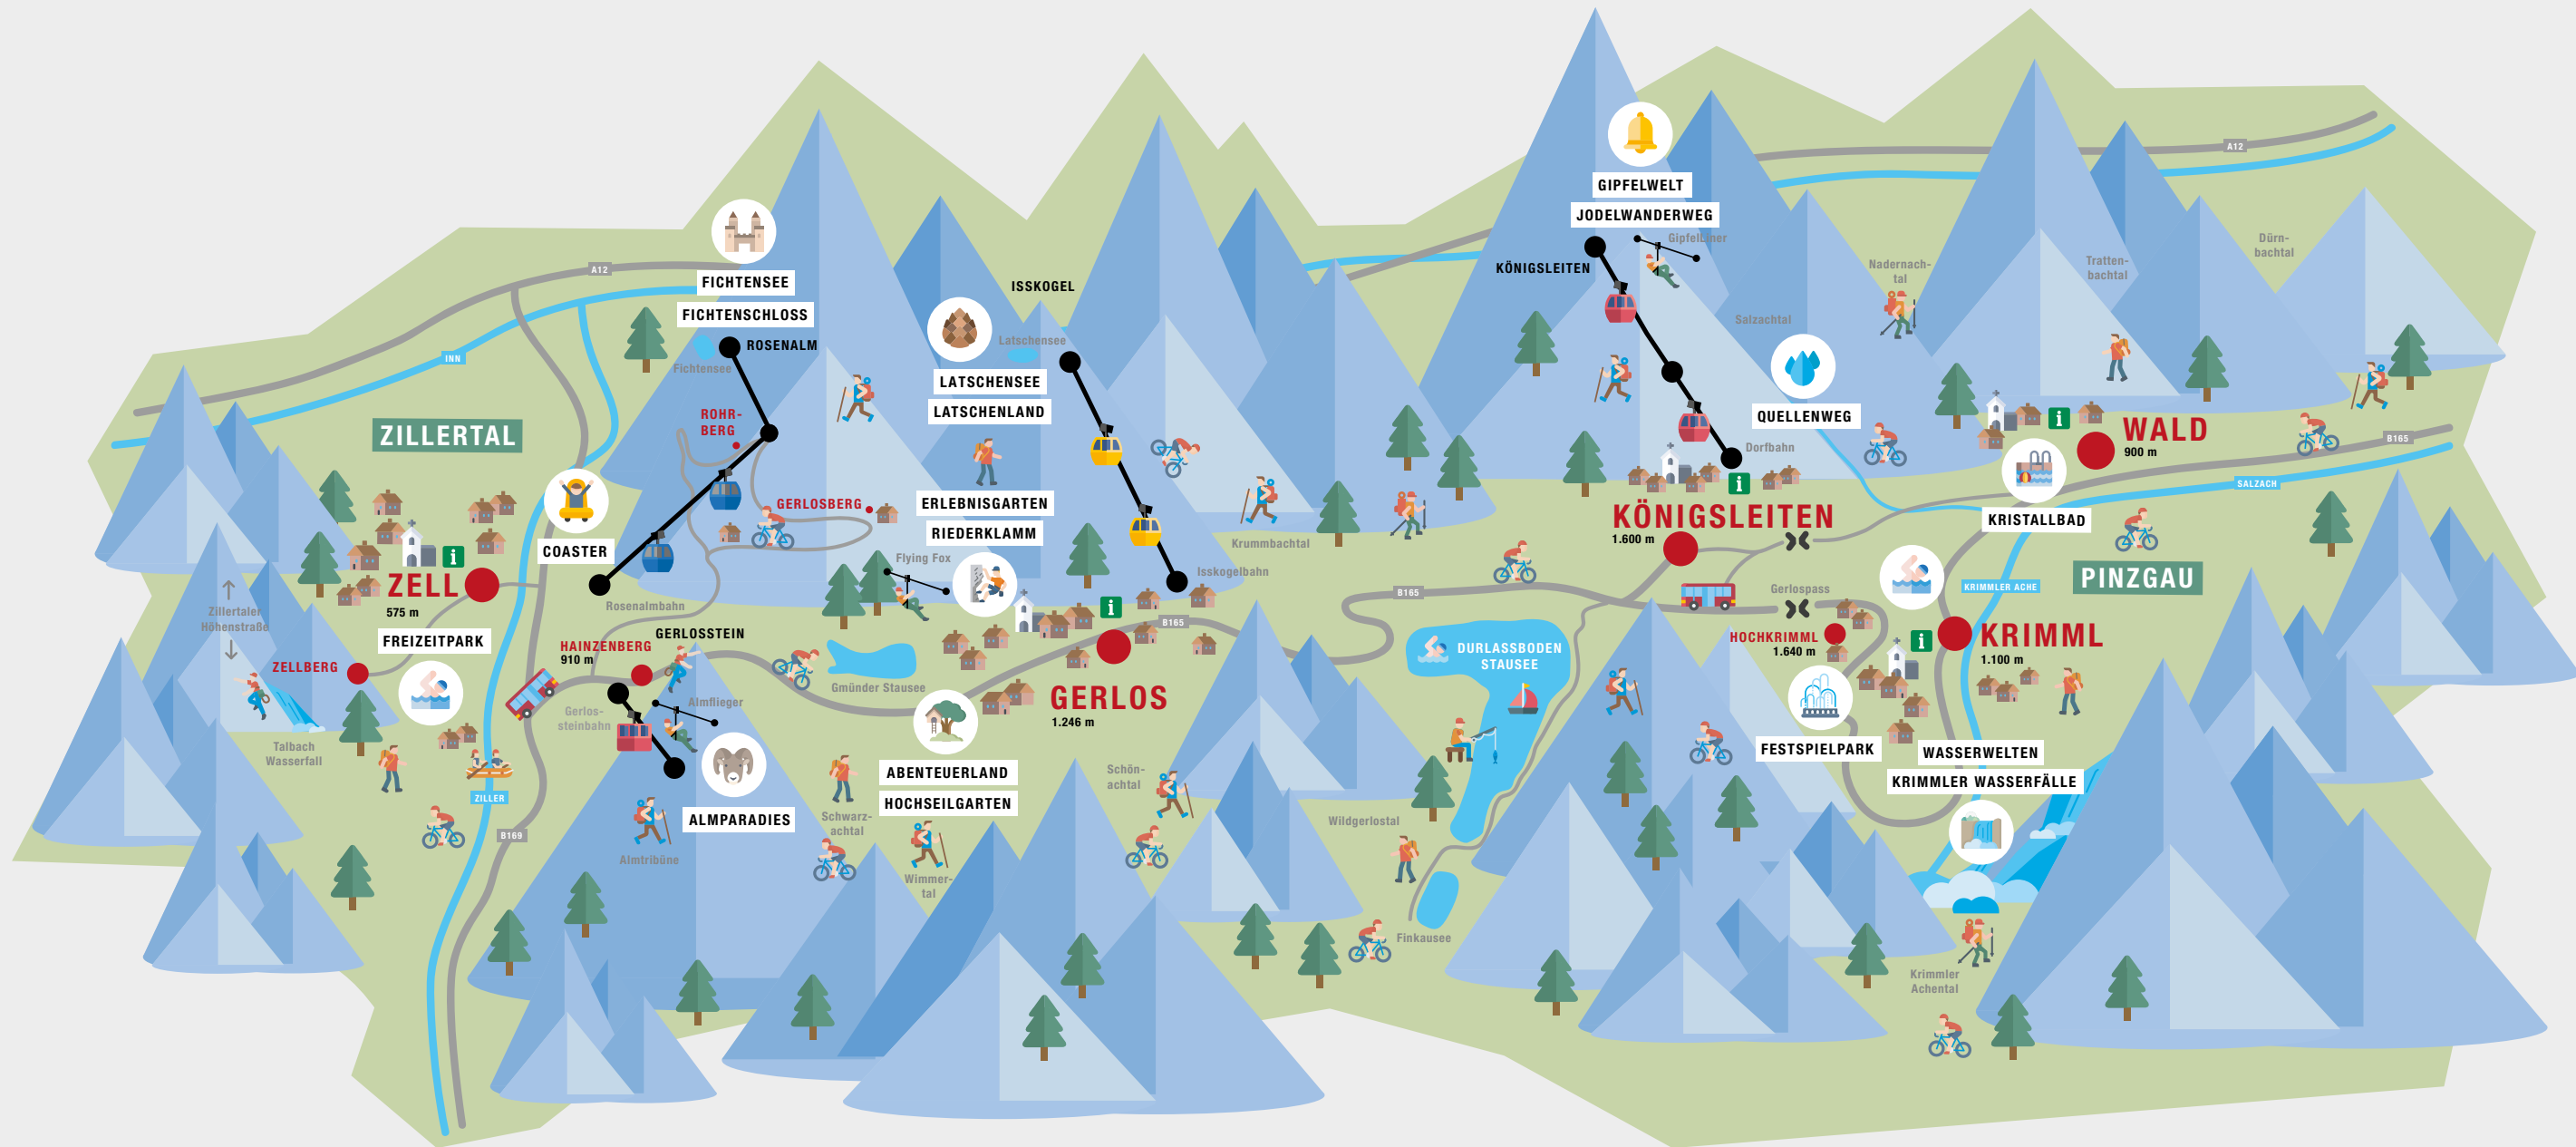 GIPFELWELT
JODELWANDERWEG
Gipfelliner
KÖNIGSLEITEN
A12
A12
FICHTENSEE
FICHTENSCHLOSS
ROSENALM
Fichtensee
ISSKOGEL
Latschensee
LATSCHENSEE
LATSCHENLAND
Salzachtal
Nadernach-
tal
Tratten-
bachtal
Dürn-
bachtal
INN
ZILLERTAL
ROHR-
BERG
QUELLENWEG
Dorfbahn
WALD
900 m
B165
SALZACH
GERLOSBERG
ERLEBNISGARTEN
RIEDERKLAMM
Flying Fox
Krummbachtal
Isskogelbahn
KÖNIGSLEITEN
1.600 m
KRISTALLBAD
COASTER
ZELL
575 m
i
i
i
i
i
Rosenalmbahn
Zillertaler
Höhenstraße
FREIZEITPARK
ZELLBERG
HAINZENBERG
910 m
GERLOSSTEIN
B165
B165
Gerlospass
KRIMMLER ACHE
PINZGAU
HOCHKRIMML
1.640 m
KRIMML
1.100 m
DURLASSBODEN
STAUSEE
Gmünder Stausee
GERLOS
1.246 m
Gerlos-
steinbahn
Almflieger
Talbach
Wasserfall
ZILLER
B169
ALMPARADIES
Almtribüne
ABENTEUERLAND
HOCHSEILGARTEN
Schwarz-
achtal
Wimmer-
tal
Schön-
achtal
Wildgerlostal
Finkausee
FESTSPIELPARK
WASSERWELTEN
KRIMMLER WASSERFÄLLE
Krimmler
Achental